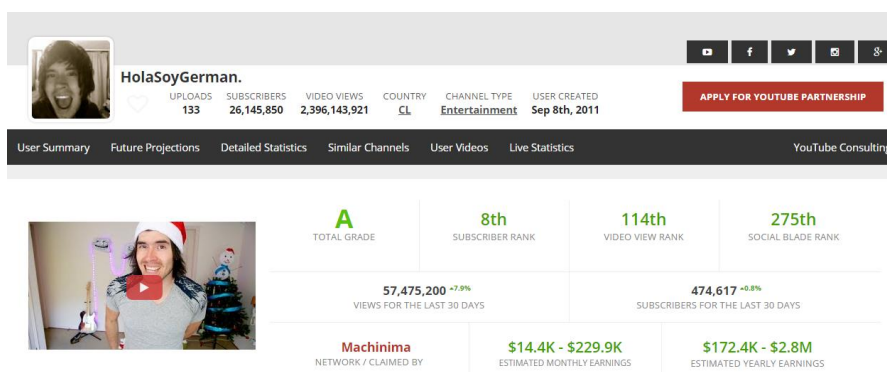 HolaSoyGerman.
UPLOADS SUBSCRIBERS VIDEO VIEWS COUNTRY CHANNEL TYPE USER CREATED
133 26,145,850 2,396,143,921 CL Entertainment Sep 8th, 2011
APPLY FOR YOUTUBE PARTNERSHIP
User Summary Future Projections Detailed Statistics Similar Channels User Videos Live Statistics YouTube Consulting
A 8th 114th 275th
TOTAL GRADE SUBSCRIBER RANK VIDEO VIEW RANK SOCIAL BLADE RANK
57,475,200 +7.9% 474,617 +0.8%
VIEWS FOR THE LAST 30 DAYS SUBSCRIBERS FOR THE LAST 30 DAYS
Machinima $14.4K - $229.9K $172.4K - $2.8M
NETWORK / CLAIMED BY ESTIMATED MONTHLY EARNINGS ESTIMATED YEARLY EARNINGS